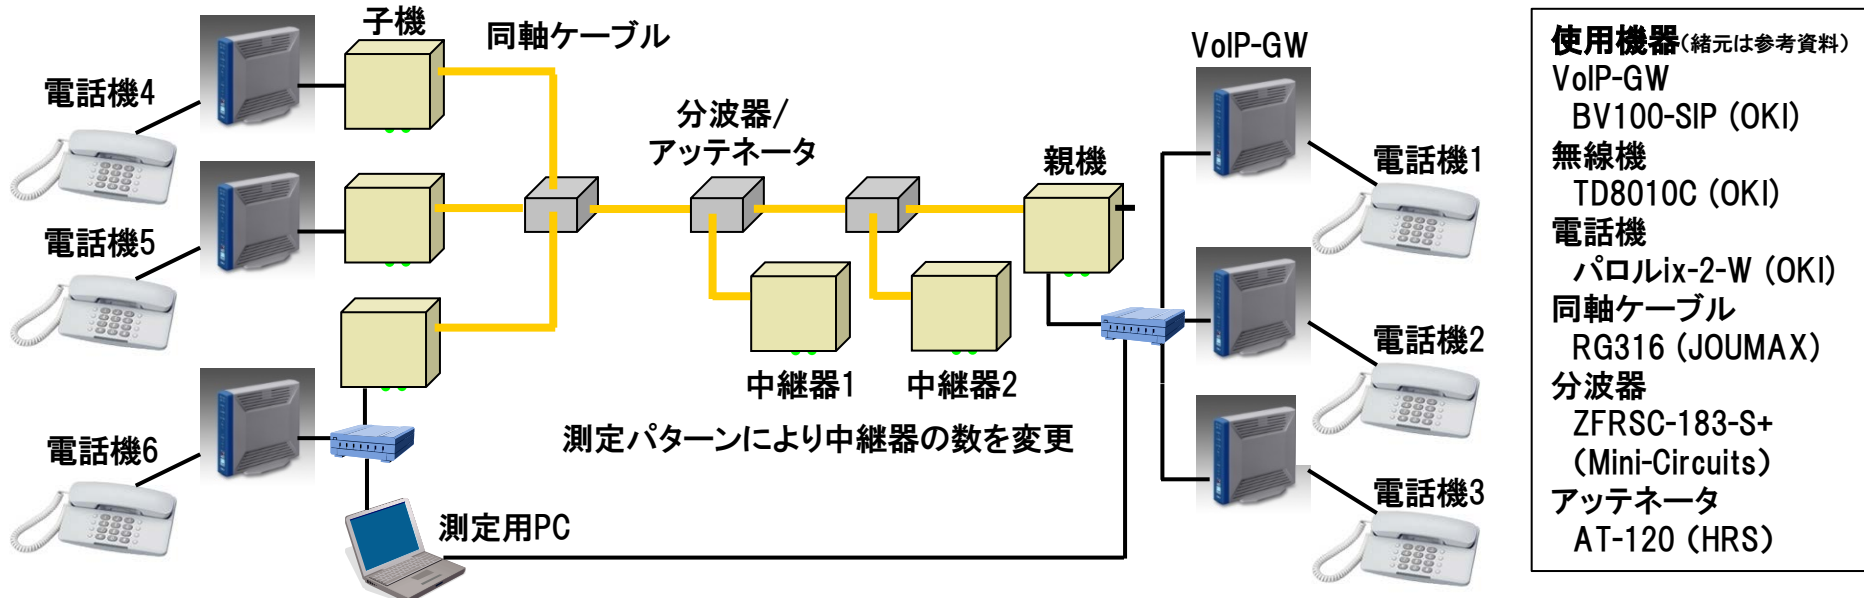 子機
同軸ケーブル
電話機4
分波器/
アッテネータ
電話機5
電話機6
測定用PC
中継器1
中継器2
測定パターンにより中継器の数を変更
親機
VoIP-GW
電話機1
電話機2
電話機3
使用機器(緒元は参考資料)
VoIP-GW
BV100-SIP (OKI)
無線機
TD8010C (OKI)
電話機
パロルix-2-W (OKI)
同軸ケーブル
RG316 (JOUMAX)
分波器
ZFRSC-183-S+
(Mini-Circuits)
アッテネータ
AT-120 (HRS)